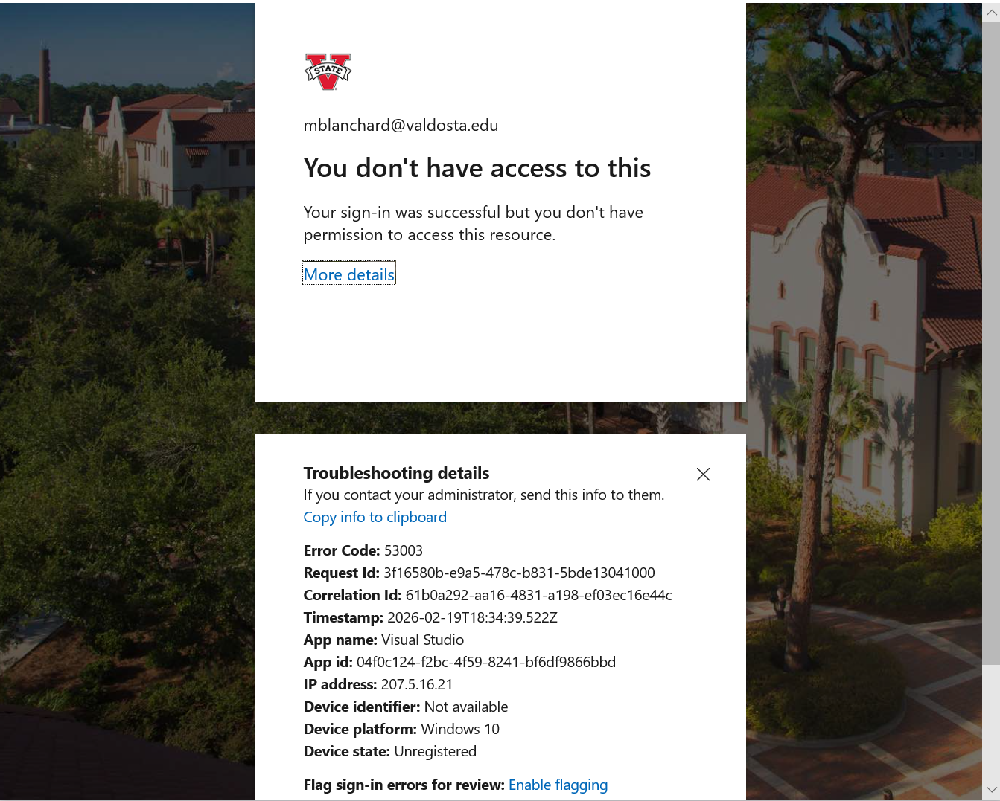 STATE
mblanchard@valdosta.edu
You don't have access to this
Your sign-in was successful but you don't have
permission to access this resource.
More details
Troubleshooting details
If you contact your administrator, send this info to them.
Copy info to clipboard
Error Code: 53003
Request Id: 3f16580b-e9a5-478c-b831-5bde13041000
Correlation Id: 61b0a292-aa16-4831-a198-ef03ec16e44c
Timestamp: 2026-02-19T18:34:39.522Z
App name: Visual Studio
App id: 04f0c124-f2bc-4f59-8241-bf6df9866bbd
IP address: 207.5.16.21
Device identifier: Not available
Device platform: Windows 10
Device state: Unregistered
Flag sign-in errors for review: Enable flagging